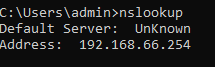 C:\Users\admin>nslookup
Default Server:  UnKnown
Address:  192.168.66.254